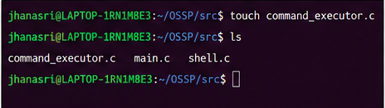 jhanasri@LAPTOP-1RN1M8E3:~/OSSP/src$ touch command_executor.c
jhanasri@LAPTOP-1RN1M8E3:~/OSSP/src$ ls
command_executor.c main.c shell.c
jhanasri@LAPTOP-1RN1M8E3:~/OSSP/src$